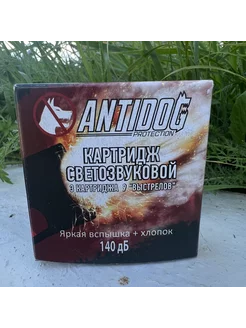 ANTIDOG
PROTECTION
КАРТРИДЖ
СВЕТОЗВУКОВОЙ
3 КАРТРИДЖА 9 "ВЫСТРЕЛОВ"
Яркая вспышка + хлопок
140 дБ